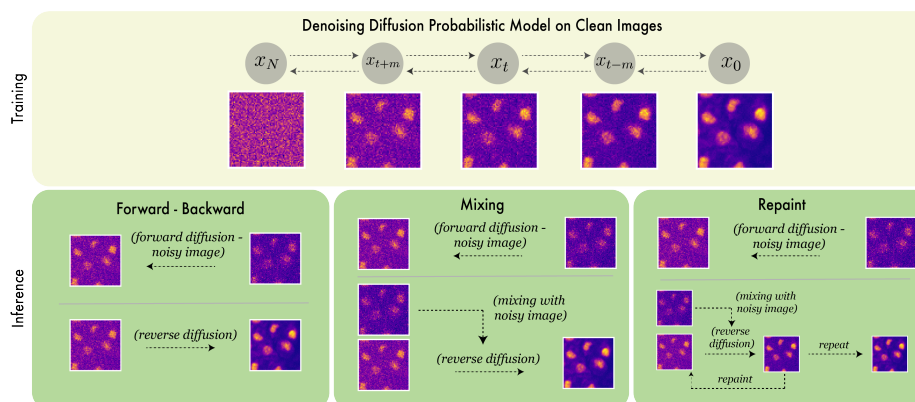 Denoising Diffusion Probabilistic Model on Clean Images
Training
x_N
x_{t+m}
x_t
x_{t-m}
x_0
Inference
Forward - Backward
(forward diffusion -
noisy image)
(reverse diffusion)
Mixing
(forward diffusion -
noisy image)
(mixing with
noisy image)
(reverse diffusion)
Repaint
(forward diffusion -
noisy image)
(mixing with
noisy image)
(reverse
diffusion)
repeat
repaint